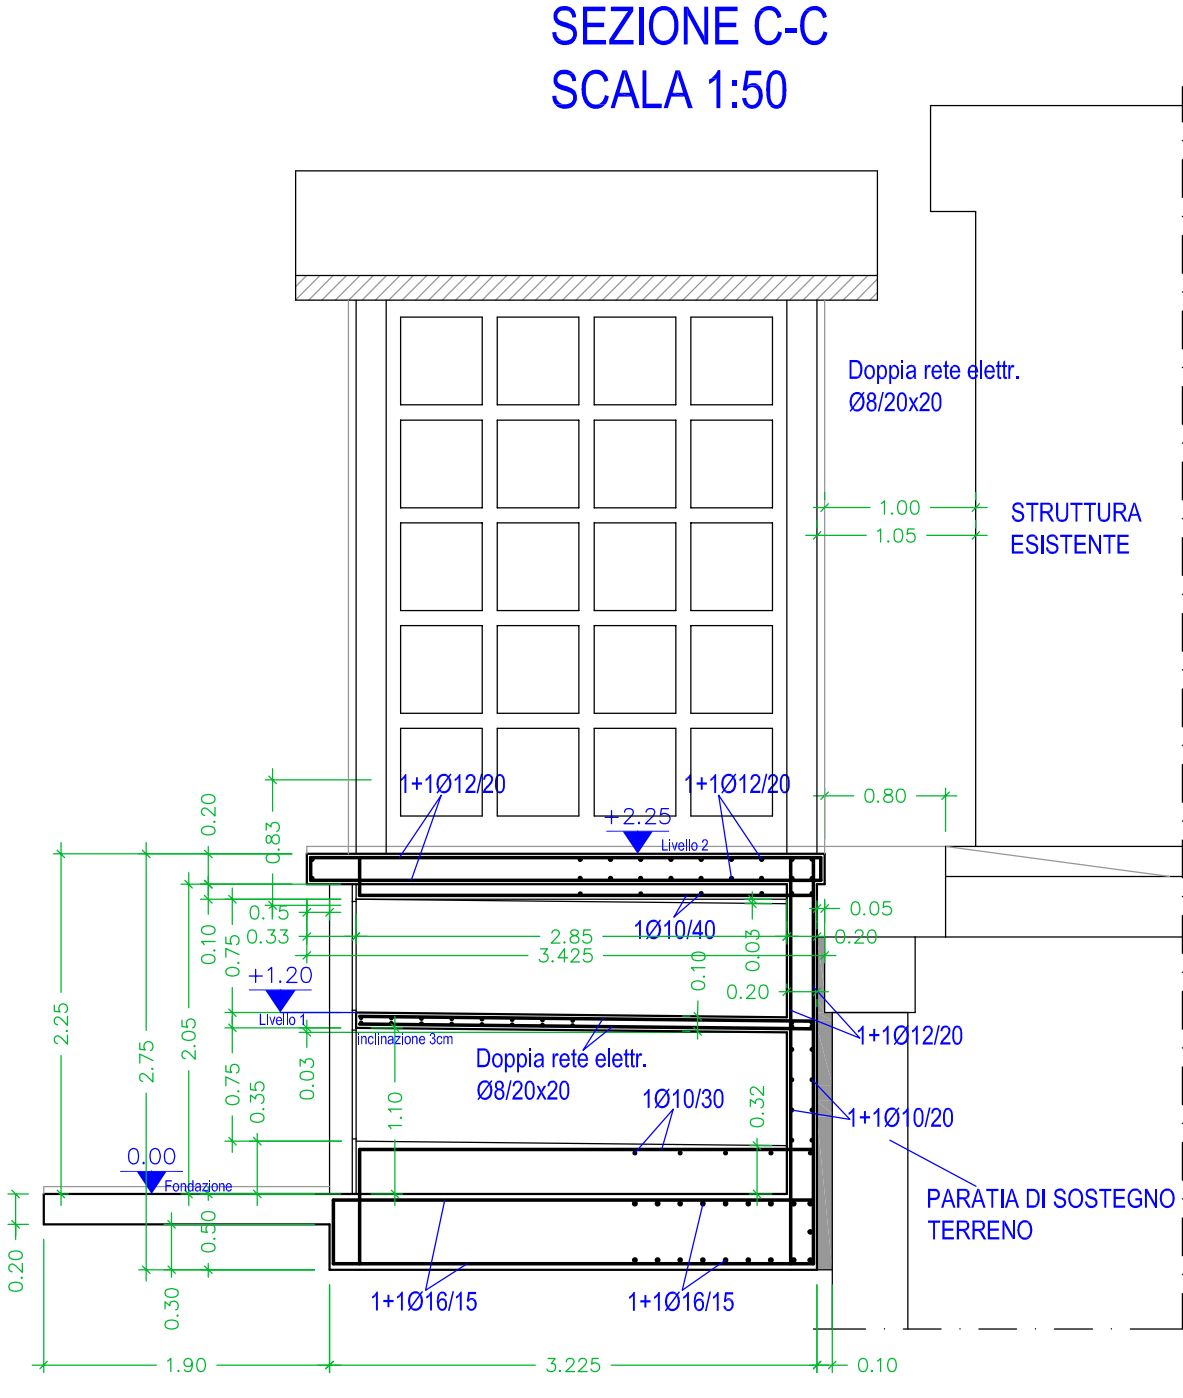 SEZIONE C-C
SCALA 1:50
Doppia rete elettr.
Ø8/20x20
1.00
1.05
STRUTTURA
ESISTENTE
1+1Ø12/20
1+1Ø12/20
0.80
0.20
0.83
+2.25
Livello 2
0.15
0.33
0.10
0.75
2.85
3.425
1Ø10/40
0.03
0.10
0.20
0.05
0.20
+1.20
Livello 1
2.25
2.75
2.05
0.75
0.35
0.03
inclinazione 3cm
1.10
Doppia rete elettr.
Ø8/20x20
1Ø10/30
0.32
1+1Ø12/20
1+1Ø10/20
0.00
Fondazione
PARATIA DI SOSTEGNO
TERRENO
0.20
0.30
0.50
1+1Ø16/15
1+1Ø16/15
1.90
3.225
0.10